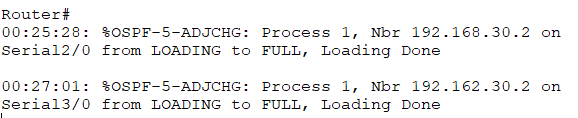 Router#
00:25:28: %OSPF-5-ADJCHG: Process 1, Nbr 192.168.30.2 on
Serial2/0 from LOADING to FULL, Loading Done
00:27:01: %OSPF-5-ADJCHG: Process 1, Nbr 192.162.30.2 on
Serial3/0 from LOADING to FULL, Loading Done